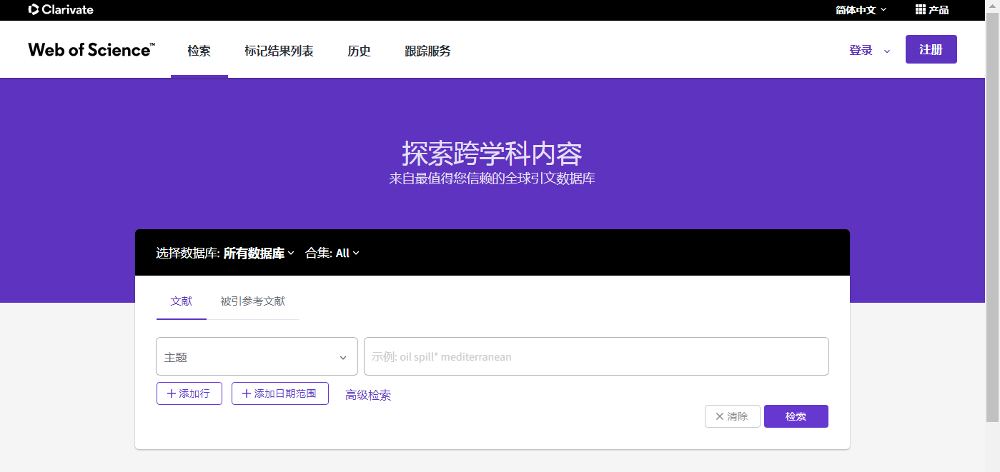 Clarivate 简体中文 产品
Web of Science™ 检索 标记结果列表 历史 跟踪服务 登录 注册
探索跨学科内容
来自最值得您信赖的全球引文数据库
选择数据库: 所有数据库 合集: All
文献 被引参考文献
主题 示例: oil spill* mediterranean
添加行 添加日期范围 高级检索
清除 检索